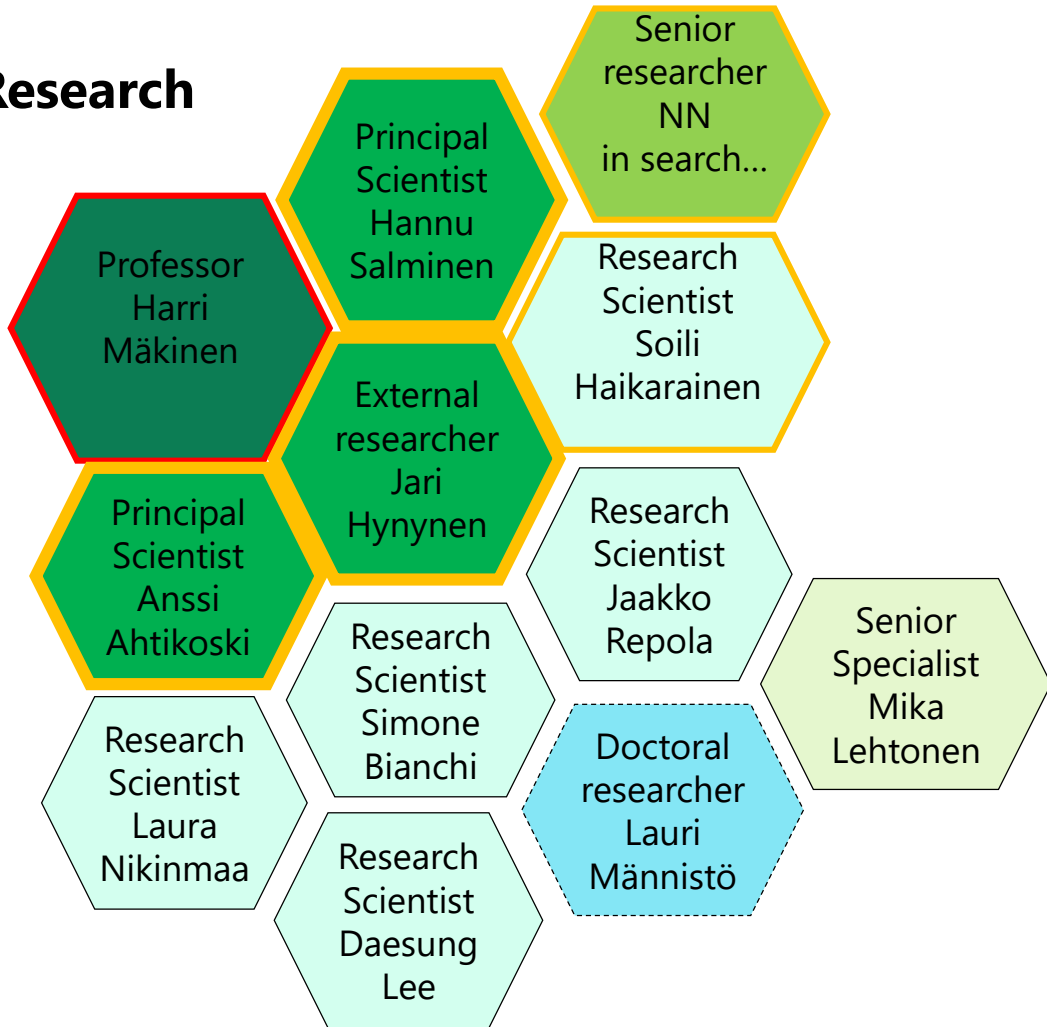 Research
Senior
researcher
NN
in search...
Principal
Scientist
Hannu
Salminen
Professor
Harri
Mäkinen
Research
Scientist
Soili
Haikarainen
External
researcher
Jari
Hynynen
Principal
Scientist
Anssi
Ahtikoski
Research
Scientist
Jaakko
Repola
Senior
Specialist
Mika
Lehtonen
Research
Scientist
Simone
Bianchi
Research
Scientist
Laura
Nikinmaa
Doctoral
researcher
Lauri
Männistö
Research
Scientist
Daesung
Lee